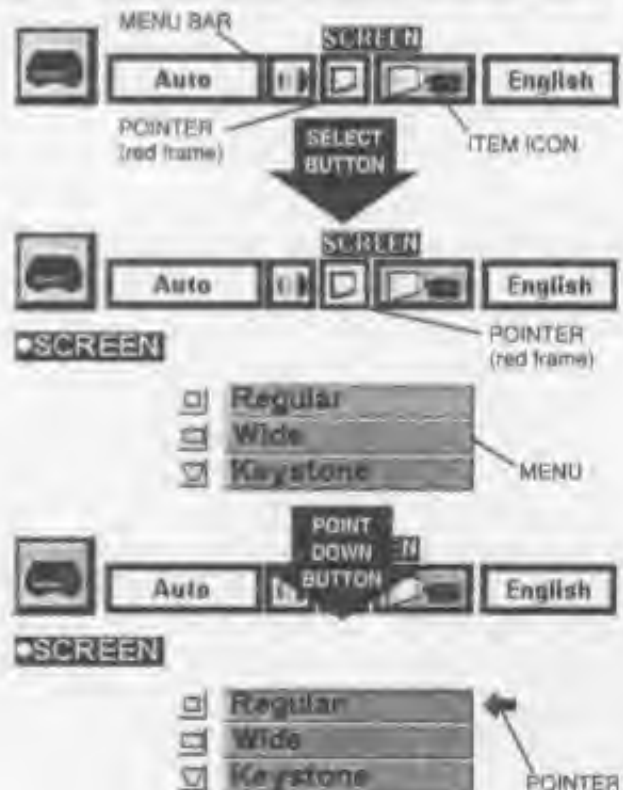 MENU BAR
SCREEN
Auto
English
POINTER
(red frame)
SELECT
BUTTON
ITEM ICON
SCREEN
Auto
English
POINTER
(red frame)
SCREEN
Regular
Wide
Keystone
MENU
POINT
DOWN
BUTTON
EN
Auto
English
SCREEN
Regular
Wide
Keystone
POINTER